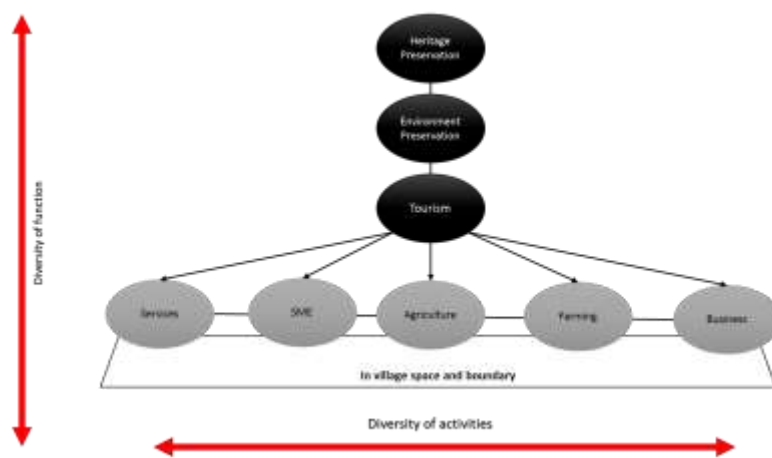 Heritage
Preservation
Environment
Preservation
Tourism
Diversity of function
Services
SME
Agriculture
Farming
Business
In village space and boundary
Diversity of activities